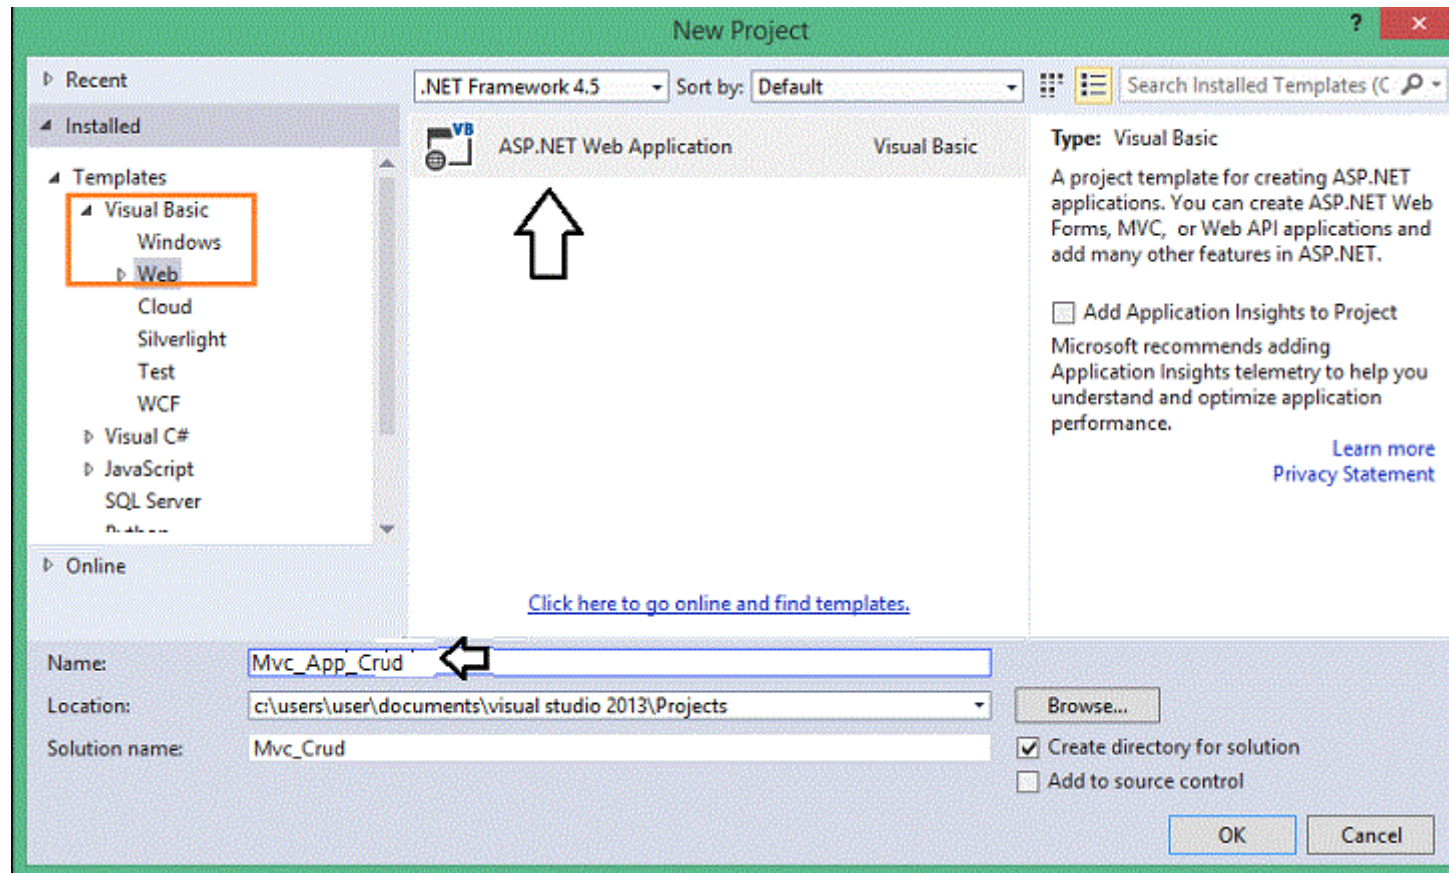 New Project
?
Recent
.NET Framework 4.5
Sort by: Default
Search Installed Templates (C
Installed
Templates
Visual Basic
Windows
Web
Cloud
Silverlight
Test
WCF
Visual C#
JavaScript
SQL Server
Online
VB
ASP.NET Web Application Visual Basic
Click here to go online and find templates.
Type: Visual Basic
A project template for creating ASP.NET
applications. You can create ASP.NET Web
Forms, MVC, or Web API applications and
add many other features in ASP.NET.
Add Application Insights to Project
Microsoft recommends adding
Application Insights telemetry to help you
understand and optimize application
performance.
Learn more
Privacy Statement
Name: Mvc_App_Crud
Location: c:\users\user\documents\visual studio 2013\Projects
Browse...
Solution name: Mvc_Crud
Create directory for solution
Add to source control
OK Cancel